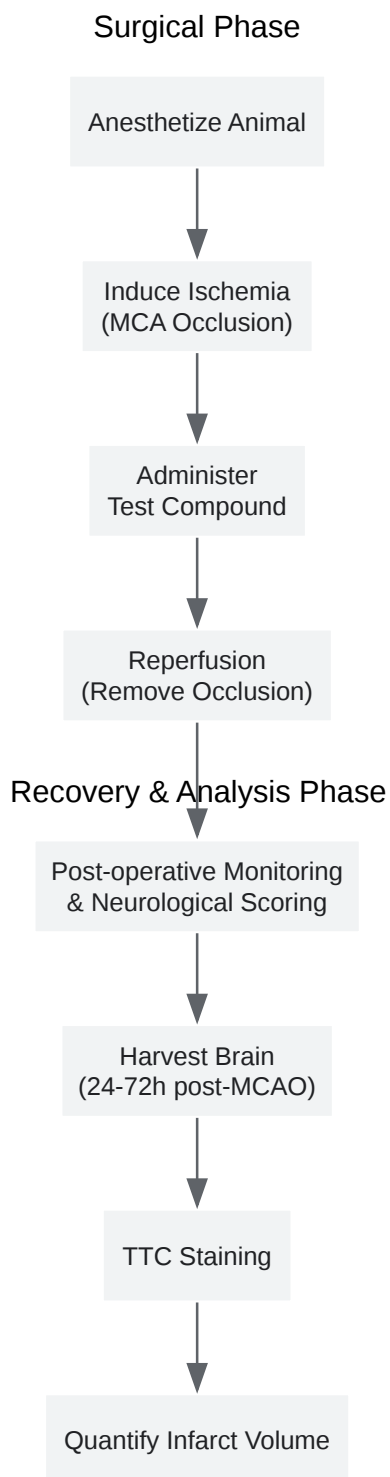 Surgical Phase
Anesthetize Animal
Induce Ischemia
(MCA Occlusion)
Administer
Test Compound
Reperfusion
(Remove Occlusion)
Recovery & Analysis Phase
Post-operative Monitoring
& Neurological Scoring
Harvest Brain
(24-72h post-MCAO)
TTC Staining
Quantify Infarct Volume